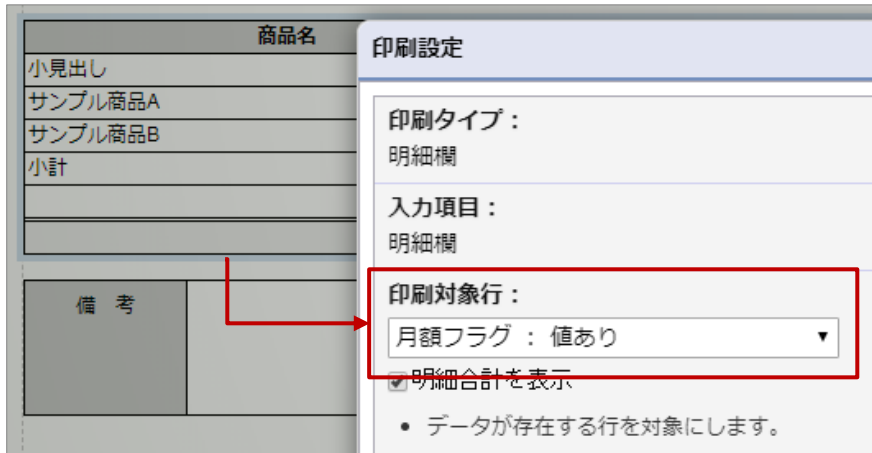 商品名
小見出し
サンプル商品A
サンプル商品B
小計
備 考
印刷設定
印刷タイプ：
明細欄
入力項目：
明細欄
印刷対象行：
月額フラグ ： 値あり
明細合計を表示
• データが存在する行を対象にします。